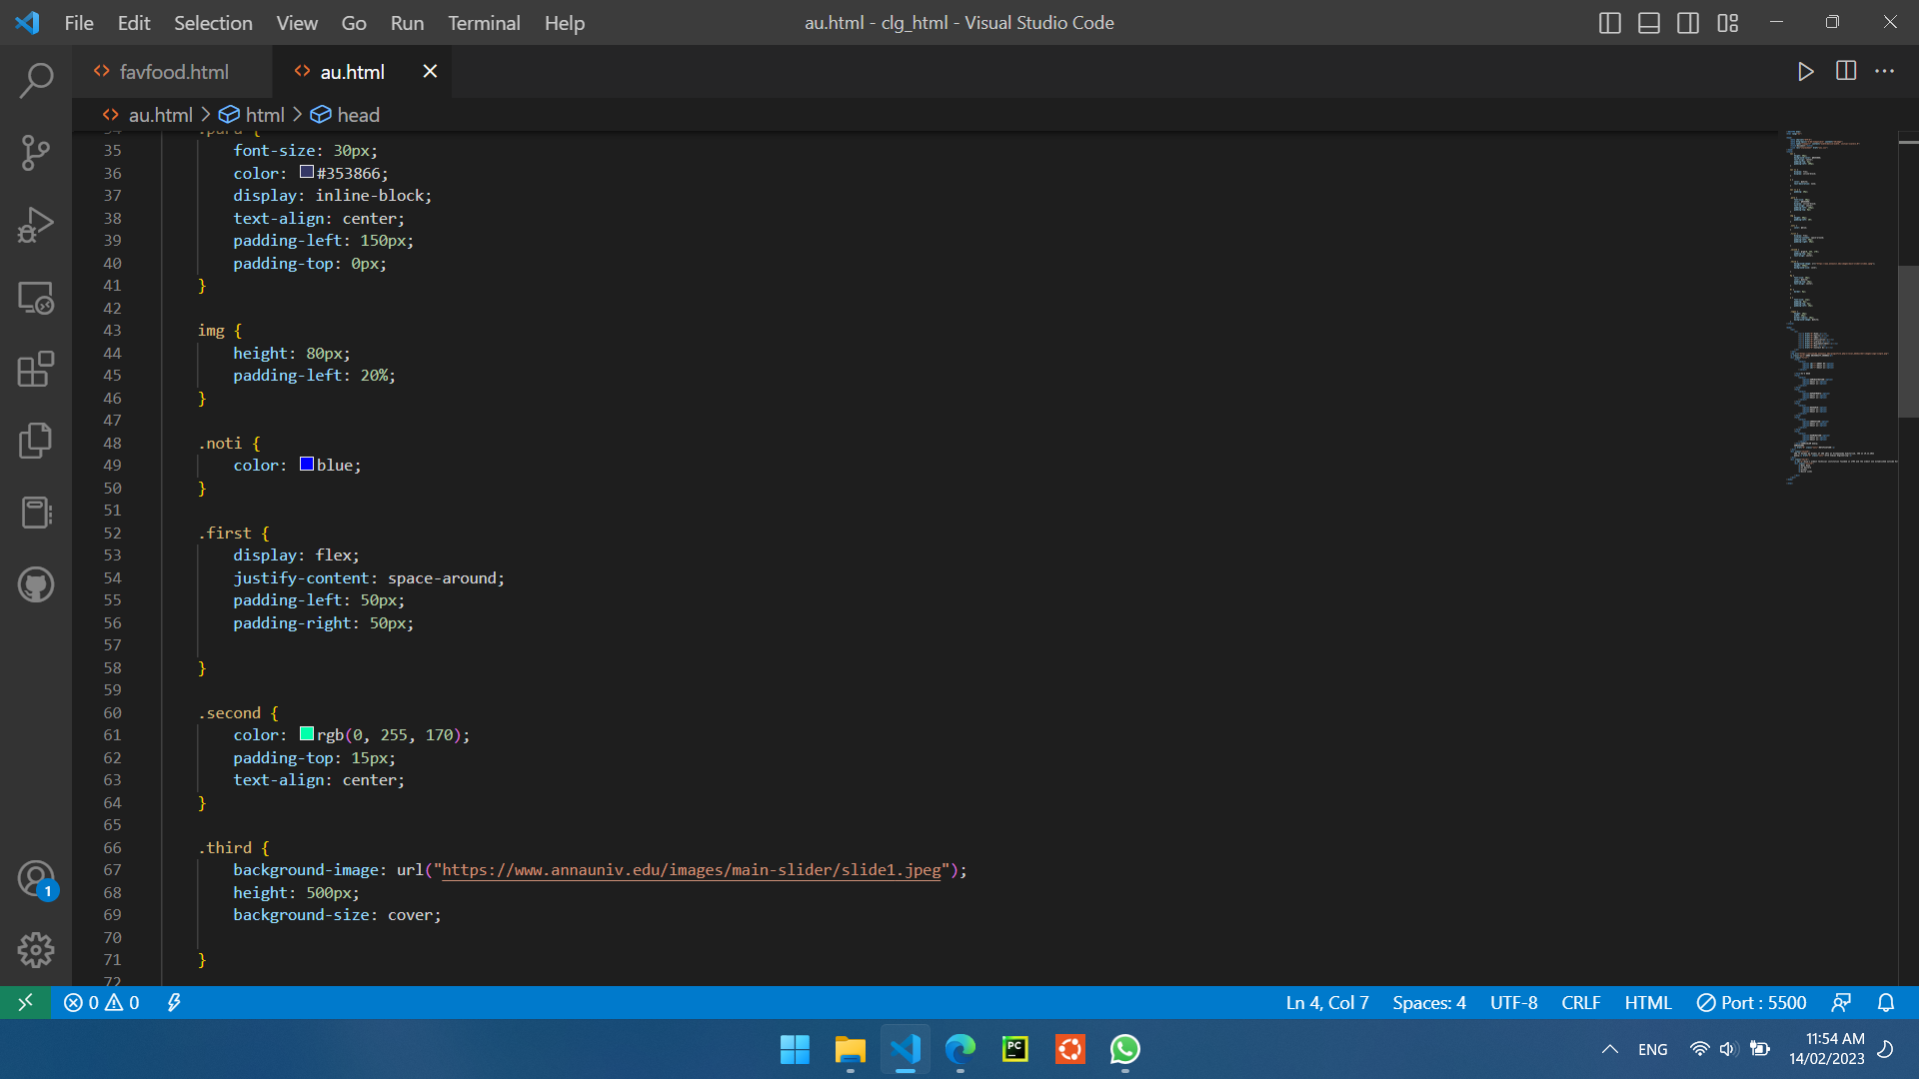 File Edit Selection View Go Run Terminal Help
au.html - clg_html - Visual Studio Code
favfood.html
au.html
au.html > html > head
35 font-size: 30px;
36 color: #353866;
37 display: inline-block;
38 text-align: center;
39 padding-left: 150px;
40 padding-top: 0px;
41 }
42
43 img {
44 height: 80px;
45 padding-left: 20%;
46 }
47
48 .noti {
49 color: blue;
50 }
51
52 .first {
53 display: flex;
54 justify-content: space-around;
55 padding-left: 50px;
56 padding-right: 50px;
57
58 }
59
60 .second {
61 color: rgb(0, 255, 170);
62 padding-top: 15px;
63 text-align: center;
64 }
65
66 .third {
67 background-image: url("https://www.annauniv.edu/images/main-slider/slide1.jpeg");
68 height: 500px;
69 background-size: cover;
70
71 }
72
1
0 0 Ln 4, Col 7 Spaces: 4 UTF-8 CRLF HTML Port : 5500
PC
ENG
11:54 AM
14/02/2023